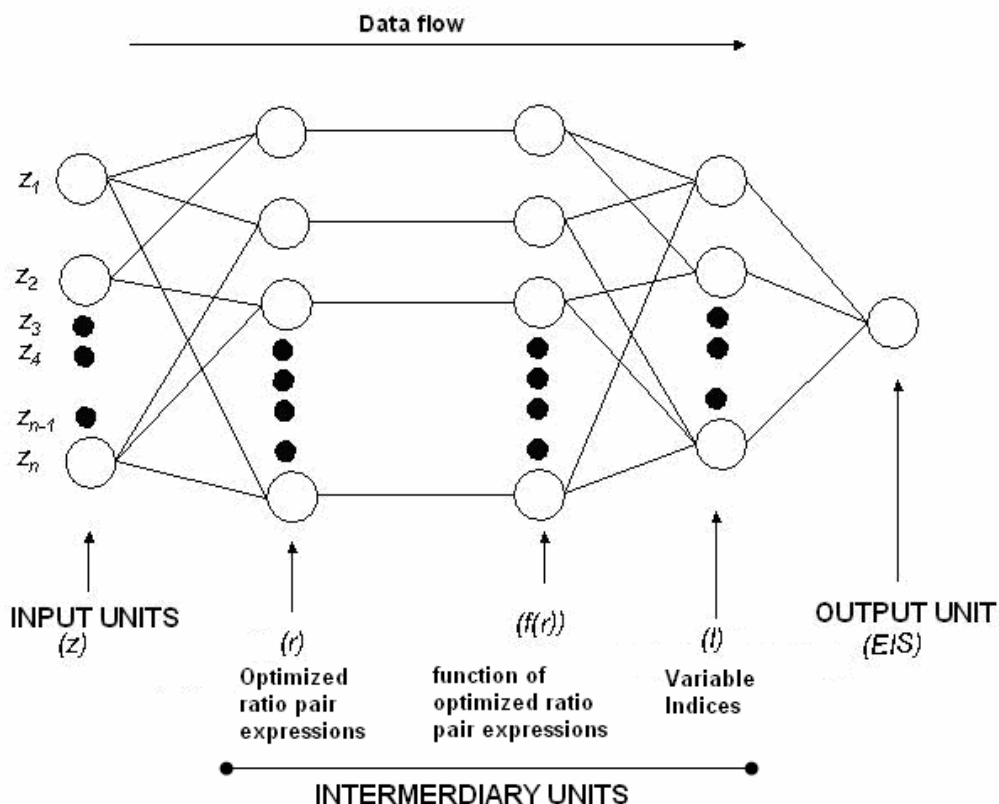 Data flow
z1
z2
z3
z4
zn-1
zn
INPUT UNITS
(z)
(r)
Optimized
ratio pair
expressions
(f(r))
function of
optimized ratio
pair expressions
(I)
Variable
Indices
OUTPUT UNIT
(EIS)
INTERMERDIARY UNITS